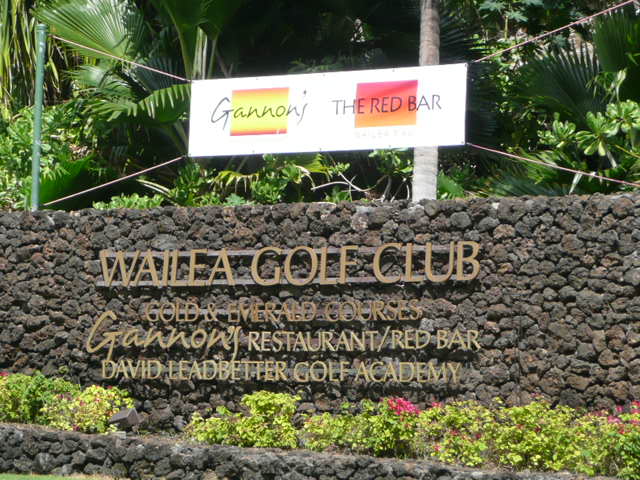 Gannon's
THE RED BAR
WAILEA GOLF CLUB
GOLD & EMERALD COURSES
Gannon's RESTAURANT/RED BAR
DAVID LEADBETTER GOLF ACADEMY